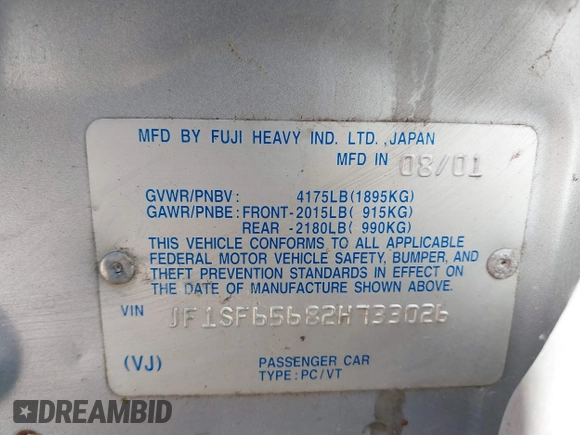 MFD BY FUJI HEAVY IND. LTD.,JAPAN
MFD IN 08/01
GVWR/PNBV: 4175LB(1895KG)
GAWR/PNBE:FRONT-2015LB( 915KG)
REAR -2180LB( 990KG)
THIS VEHICLE CONFORMS TO ALL APPLICABLE
FEDERAL MOTOR VEHICLE SAFETY, BUMPER, AND
THEFT PREVENTION STANDARDS IN EFFECT ON
THE DATE OF MANUFACTURE SHOWN ABOVE.
VIN JF1SF65682H733026
(VJ) PASSENGER CAR
TYPE:PC/VT
DREAMBID